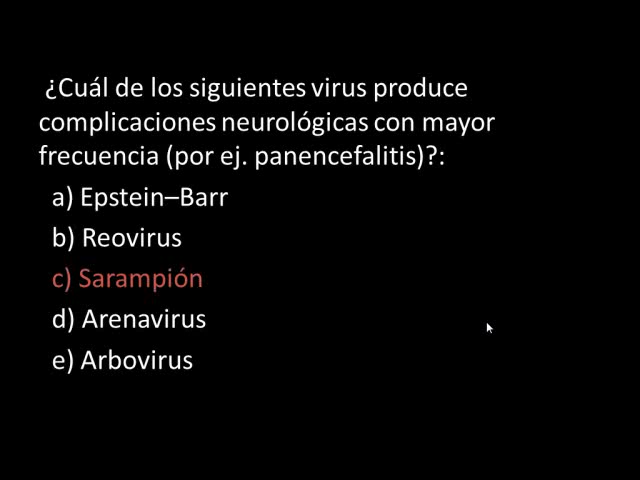 ¿Cuál de los siguientes virus produce
complicaciones neurológicas con mayor
frecuencia (por ej. panencefalitis)?:
a) Epstein–Barr
b) Reovirus
c) Sarampión
d) Arenavirus
e) Arbovirus